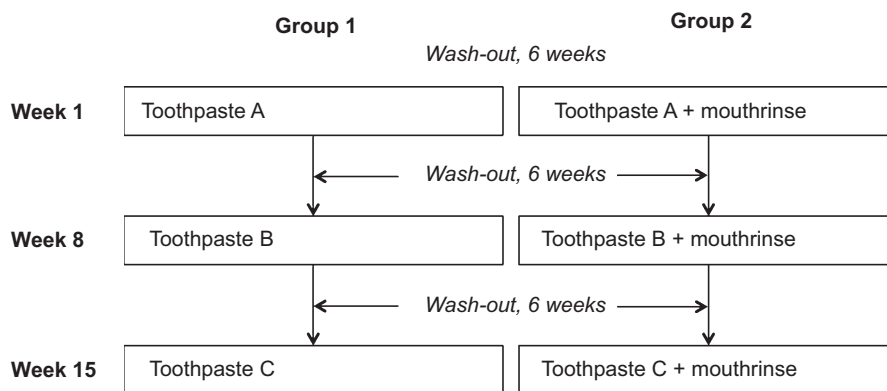 Group 1
Group 2
Wash-out, 6 weeks
Week 1
Toothpaste A
Toothpaste A + mouthrinse
Wash-out, 6 weeks
Week 8
Toothpaste B
Toothpaste B + mouthrinse
Wash-out, 6 weeks
Week 15
Toothpaste C
Toothpaste C + mouthrinse